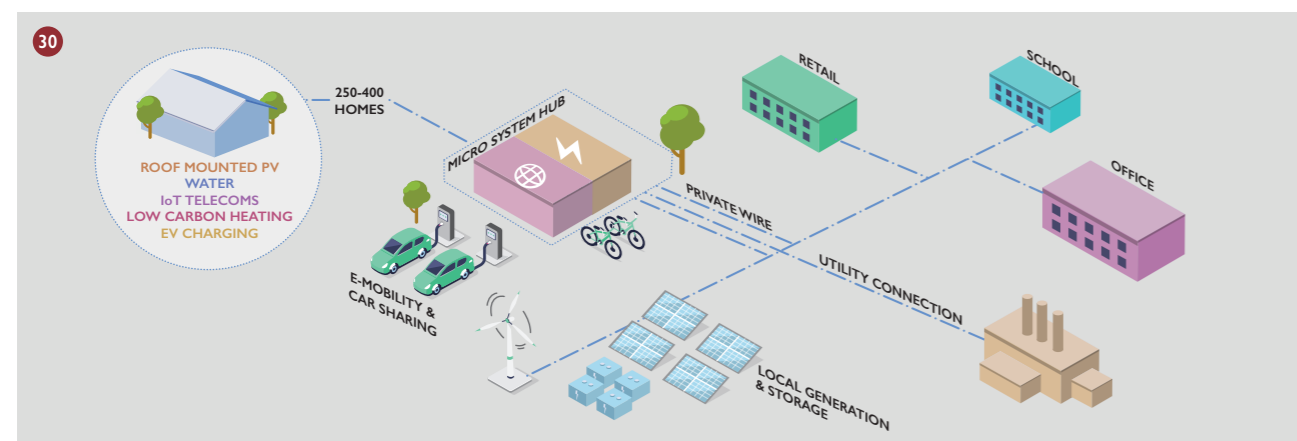 30
250-400
HOMES
ROOF MOUNTED PV
WATER
IoT TELECOMS
LOW CARBON HEATING
EV CHARGING
MICRO SYSTEM HUB
RETAIL
SCHOOL
OFFICE
PRIVATE WIRE
UTILITY CONNECTION
E-MOBILITY &
CAR SHARING
LOCAL GENERATION
& STORAGE